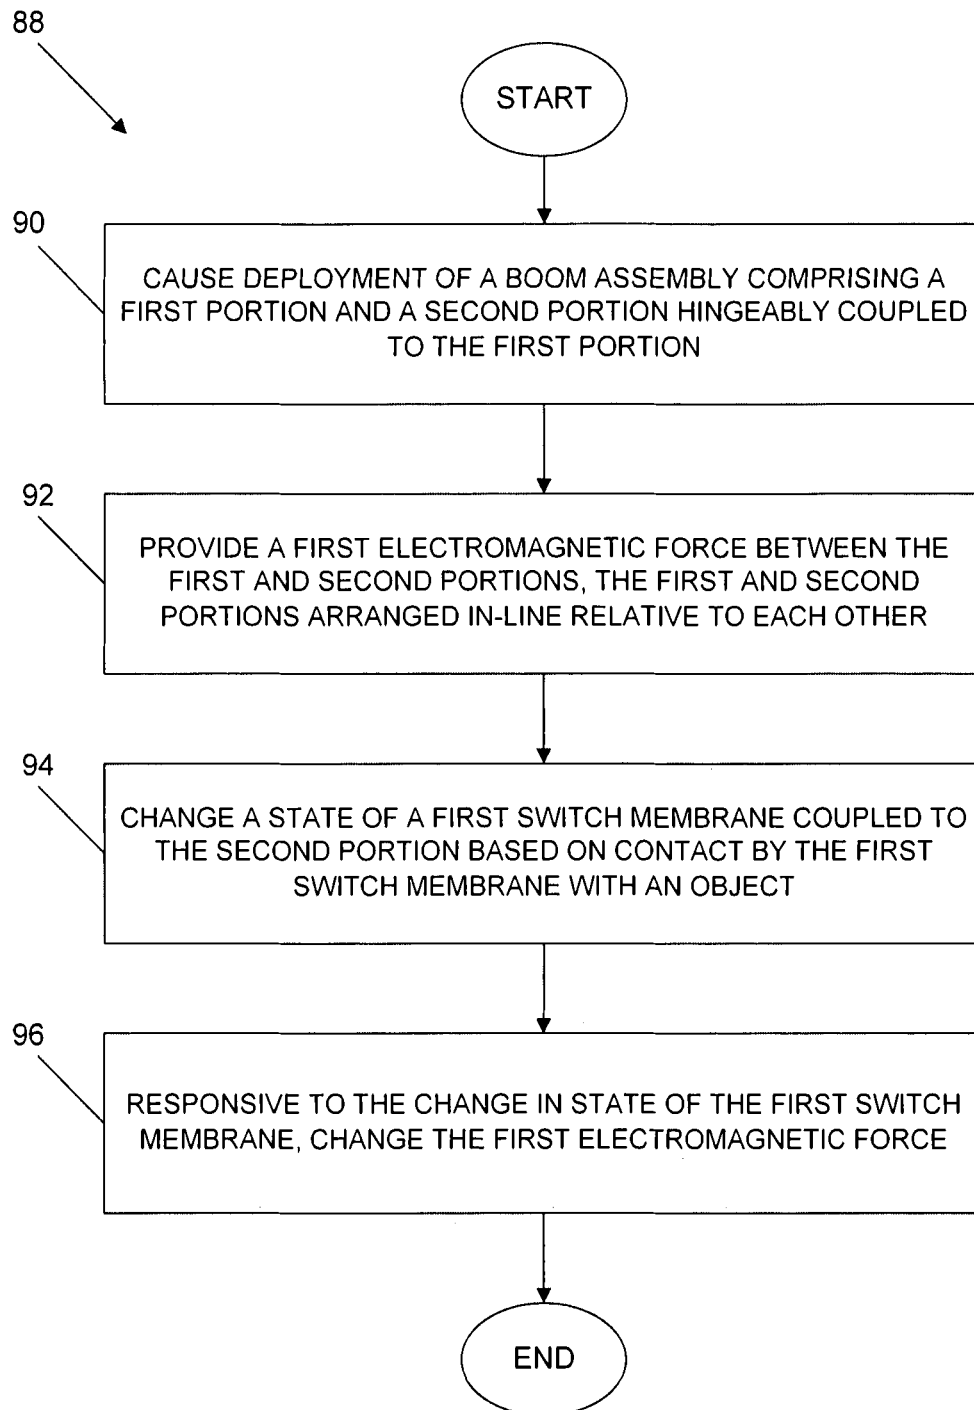 88
START
90
CAUSE DEPLOYMENT OF A BOOM ASSEMBLY COMPRISING A
FIRST PORTION AND A SECOND PORTION HINGEABLY COUPLED
TO THE FIRST PORTION
92
PROVIDE A FIRST ELECTROMAGNETIC FORCE BETWEEN THE
FIRST AND SECOND PORTIONS, THE FIRST AND SECOND
PORTIONS ARRANGED IN-LINE RELATIVE TO EACH OTHER
94
CHANGE A STATE OF A FIRST SWITCH MEMBRANE COUPLED TO
THE SECOND PORTION BASED ON CONTACT BY THE FIRST
SWITCH MEMBRANE WITH AN OBJECT
96
RESPONSIVE TO THE CHANGE IN STATE OF THE FIRST SWITCH
MEMBRANE, CHANGE THE FIRST ELECTROMAGNETIC FORCE
END